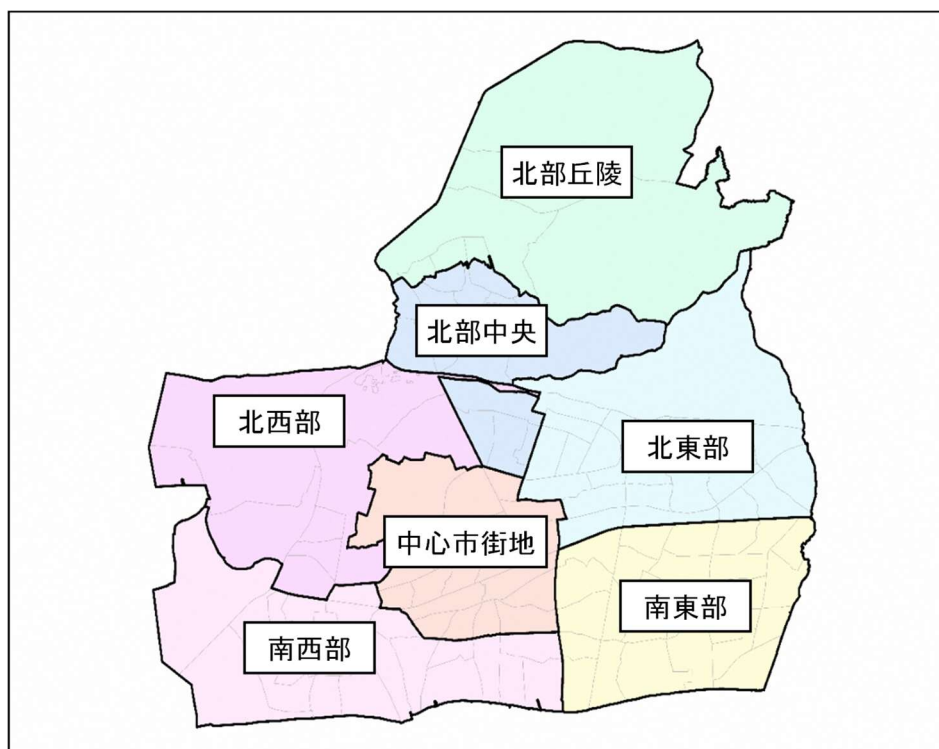 北部丘陵
北部中央
北西部
北東部
中心市街地
南東部
南西部